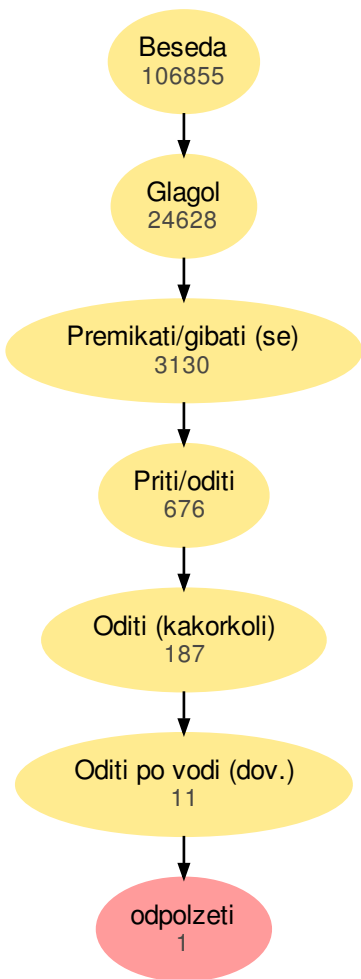 Beseda
106855
Glagol
24628
Premikati/gibati (se)
3130
Priti/oditi
676
Oditi (kakorkoli)
187
Oditi po vodi (dov.)
11
odpolzeti
1